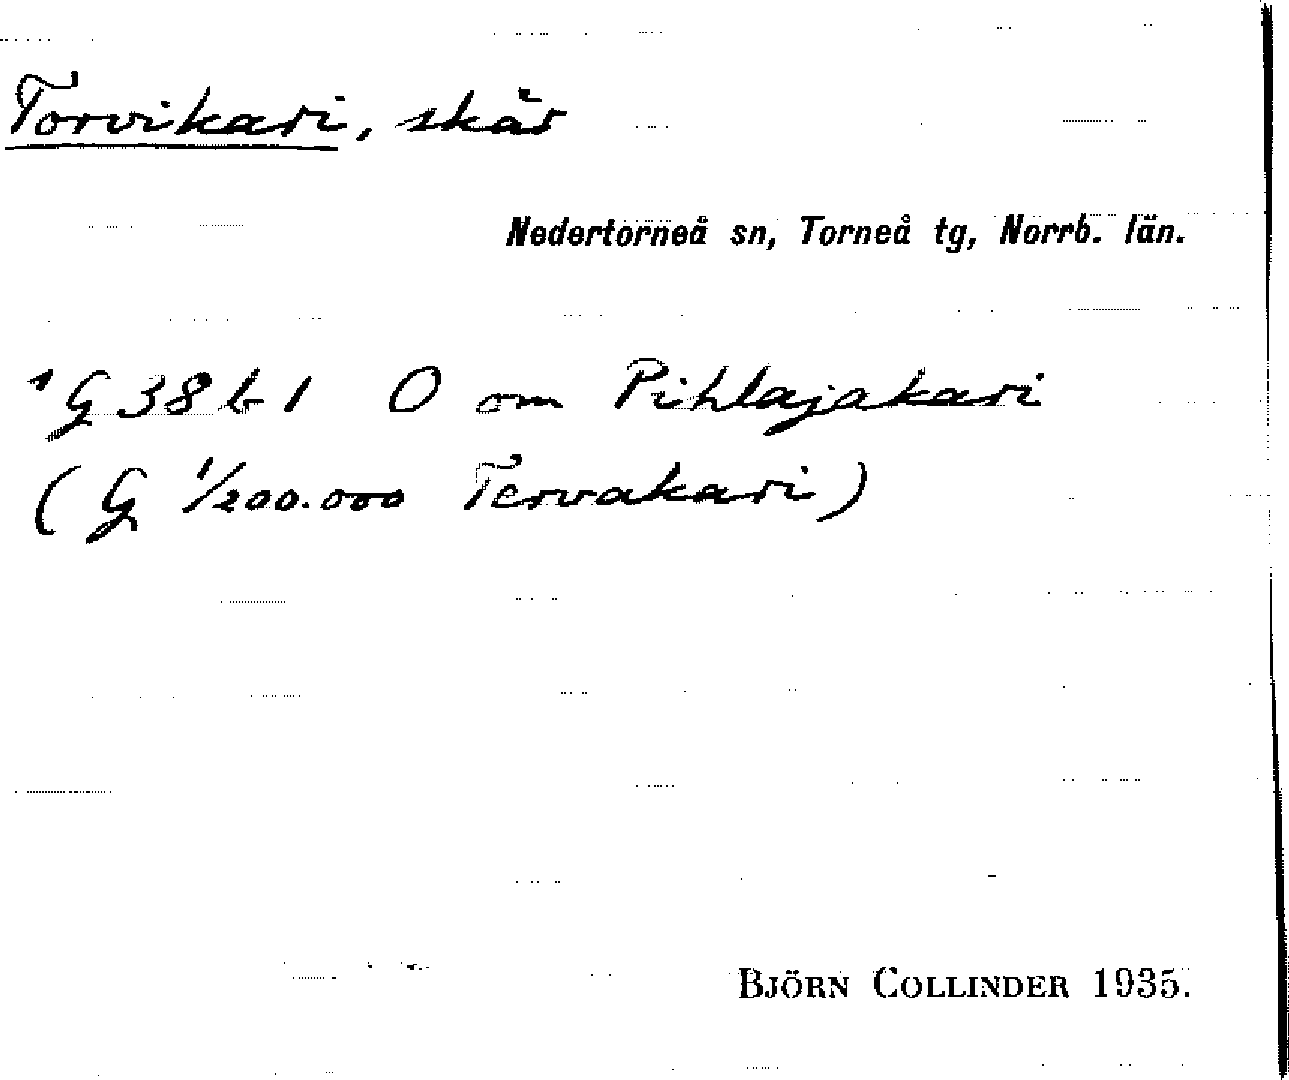 Torvikari, skär
Nedertorneå sn, Torneå tg, Norrb. län.
1 G 38 b 1 O om Pihlajakari
(G 1/200.000 Tervakari)
BJÖRN COLLINDER 1935.